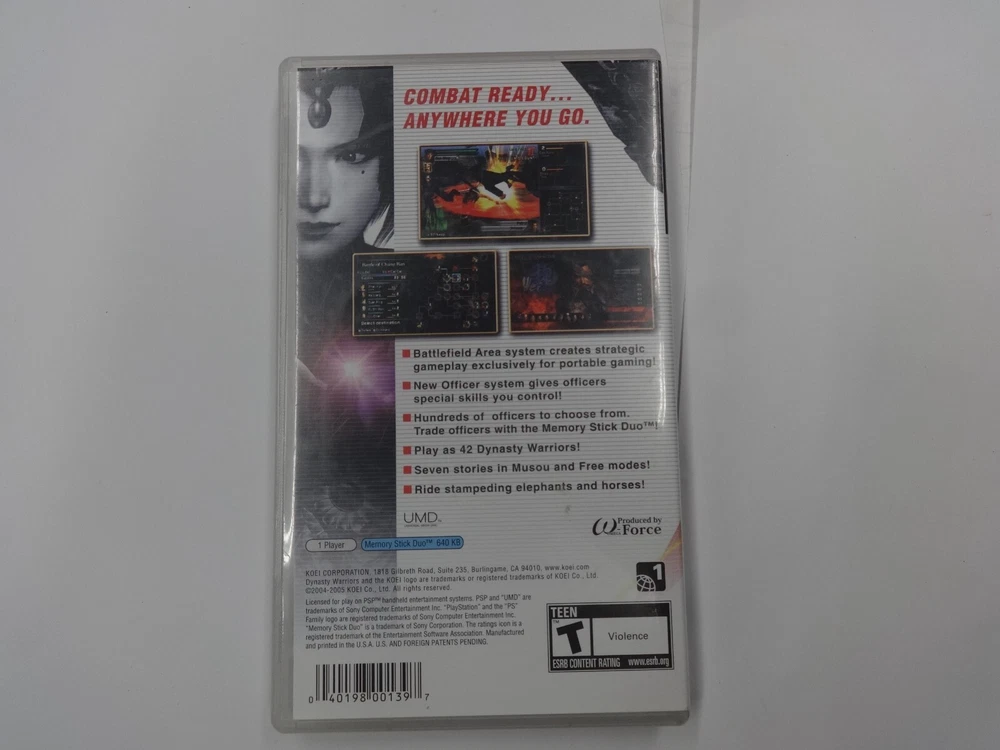 COMBAT READY...
ANYWHERE YOU GO.
Battlefield Area system creates strategic
gameplay exclusively for portable gaming!
New Officer system gives officers
special skills you control!
Hundreds of officers to choose from.
Trade officers with the Memory Stick Duo™!
Play as 42 Dynasty Warriors!
Seven stories in Musou and Free modes!
Ride stampeding elephants and horses!
UMD™
Produced by
ω-Force
1 Player
Memory Stick Duo™ 640 KB
KOEI CORPORATION, 1818 Gilbreth Road, Suite 235, Burlingame, CA 94010, www.koei.com
Dynasty Warriors and the KOEI logo are trademarks or registered trademarks of KOEI Co., Ltd.
©2004-2005 KOEI Co., Ltd. All rights reserved.
Licensed for play on PSP™ handheld entertainment systems. PSP and "UMD" are
trademarks of Sony Computer Entertainment Inc. "PlayStation" and the "PS"
Family logo are registered trademarks of Sony Computer Entertainment Inc.
"Memory Stick Duo" is a trademark of Sony Corporation. The ratings icon is a
registered trademark of the Entertainment Software Association. Manufactured
and printed in the U.S.A. U.S. AND FOREIGN PATENTS PENDING.
1
TEEN
T™
Violence
ESRB CONTENT RATING www.esrb.org
0 40198 00139 7